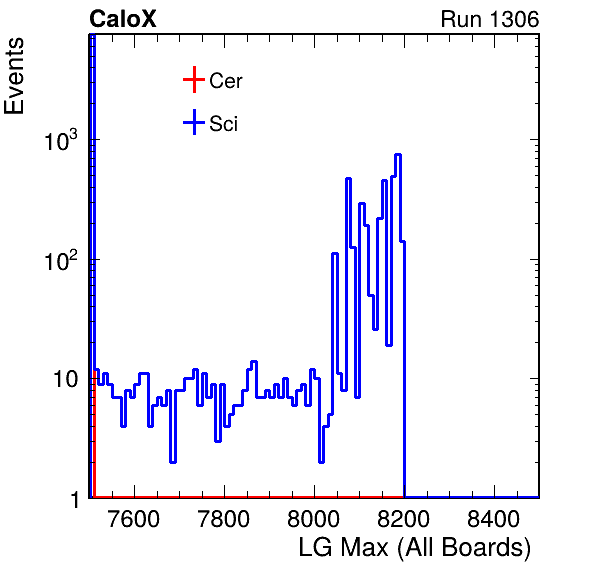 CaloX
Run 1306
Events
Cer
Sci
10³
10²
10
1
7600 7800 8000 8200 8400
LG Max (All Boards)